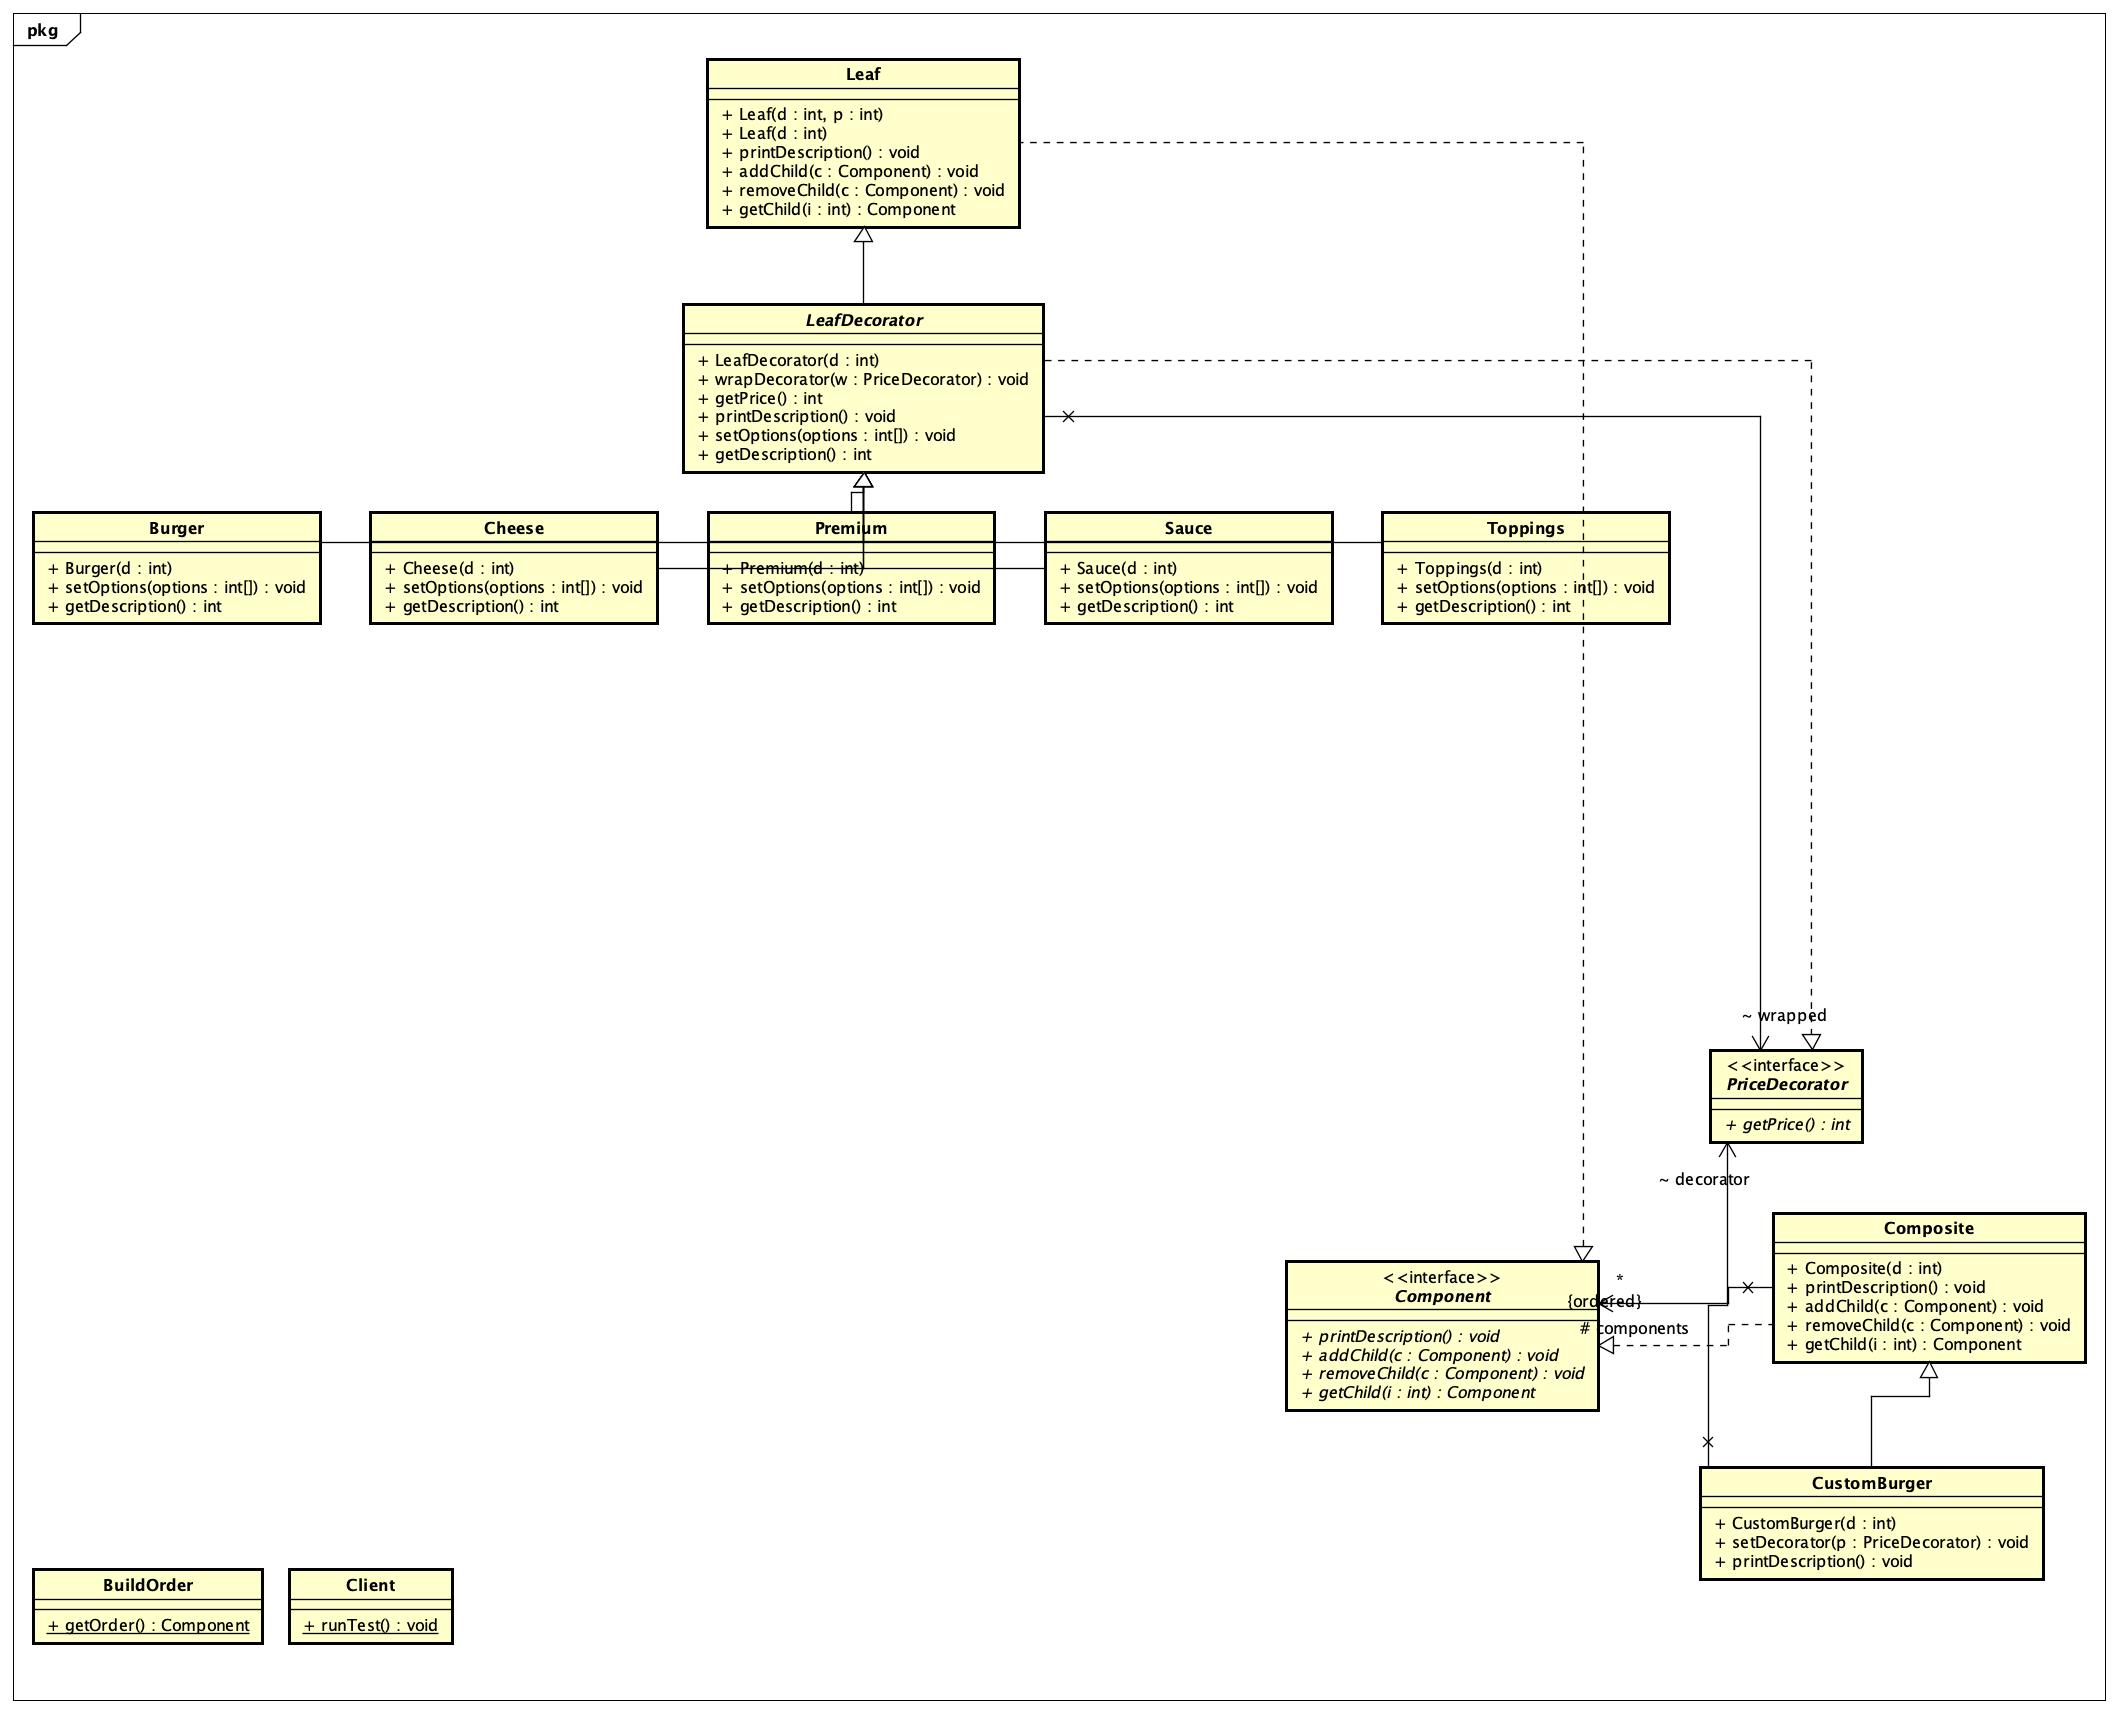 pkg
Leaf
+ Leaf(d : int, p : int)
+ Leaf(d : int)
+ printDescription() : void
+ addChild(c : Component) : void
+ removeChild(c : Component) : void
+ getChild(i : int) : Component
LeafDecorator
+ LeafDecorator(d : int)
+ wrapDecorator(w : PriceDecorator) : void
+ getPrice() : int
+ printDescription() : void
+ setOptions(options : int[]) : void
+ getDescription() : int
Burger
+ Burger(d : int)
+ setOptions(options : int[]) : void
+ getDescription() : int
Cheese
+ Cheese(d : int)
+ setOptions(options : int[]) : void
+ getDescription() : int
Premium
+ Premium(d : int)
+ setOptions(options : int[]) : void
+ getDescription() : int
Sauce
+ Sauce(d : int)
+ setOptions(options : int[]) : void
+ getDescription() : int
Toppings
+ Toppings(d : int)
+ setOptions(options : int[]) : void
+ getDescription() : int
~ wrapped
<<interface>>
PriceDecorator
+ getPrice() : int
~ decorator
Composite
+ Composite(d : int)
+ printDescription() : void
+ addChild(c : Component) : void
+ removeChild(c : Component) : void
+ getChild(i : int) : Component
<<interface>>
Component
+ printDescription() : void
+ addChild(c : Component) : void
+ removeChild(c : Component) : void
+ getChild(i : int) : Component
*
{ordered}
# components
CustomBurger
+ CustomBurger(d : int)
+ setDecorator(p : PriceDecorator) : void
+ printDescription() : void
BuildOrder
+ getOrder() : Component
Client
+ runTest() : void